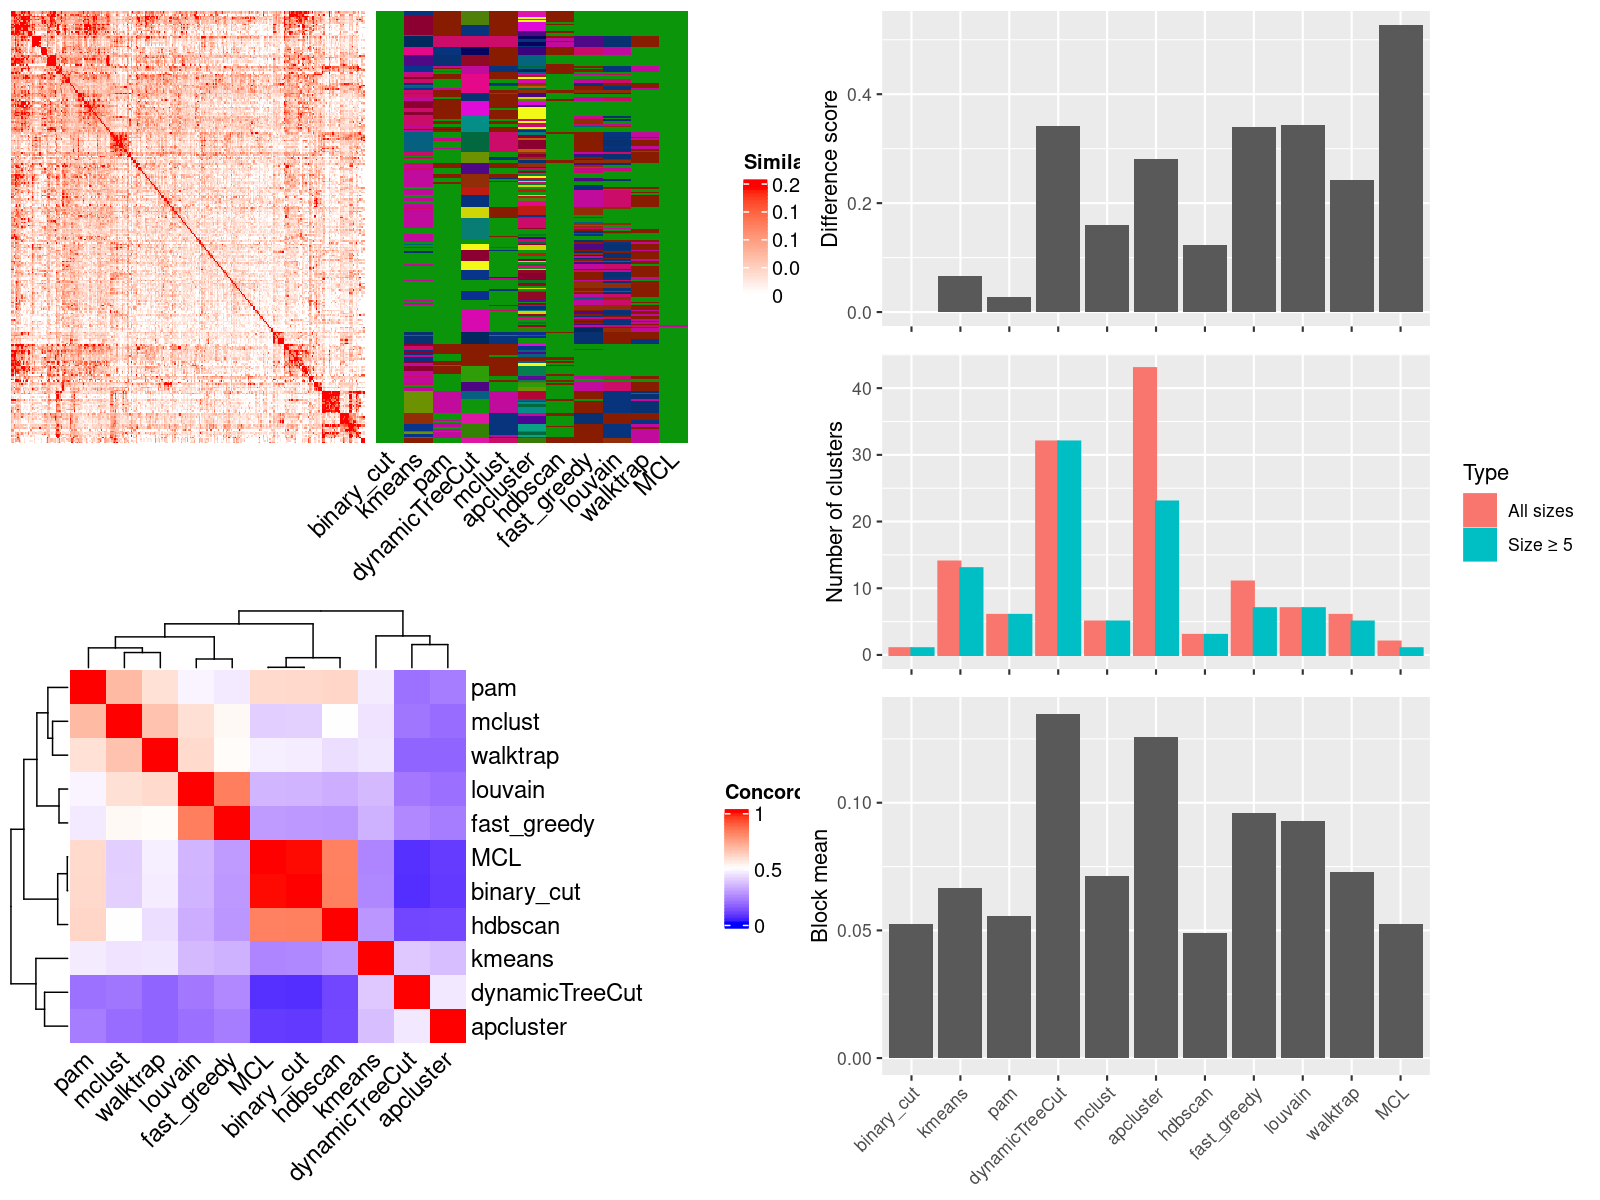 Simila
0.2
0.1
0.1
0.0
0
binary_cut
kmeans
pam
dynamicTreeCut
mclust
apcluster
hdbscan
fast_greedy
louvain
walktrap
MCL
pam
mclust
walktrap
louvain
fast_greedy
MCL
binary_cut
hdbscan
kmeans
dynamicTreeCut
apcluster
pam
mclust
walktrap
louvain
fast_greedy
MCL
binary_cut
hdbscan
kmeans
dynamicTreeCut
apcluster
Concord
1
0.5
0
Difference score
0.4
0.2
0.0
Number of clusters
40
30
20
10
0
Type
All sizes
Size ≥ 5
Block mean
0.10
0.05
0.00
binary_cut
kmeans
pam
dynamicTreeCut
mclust
apcluster
hdbscan
fast_greedy
louvain
walktrap
MCL